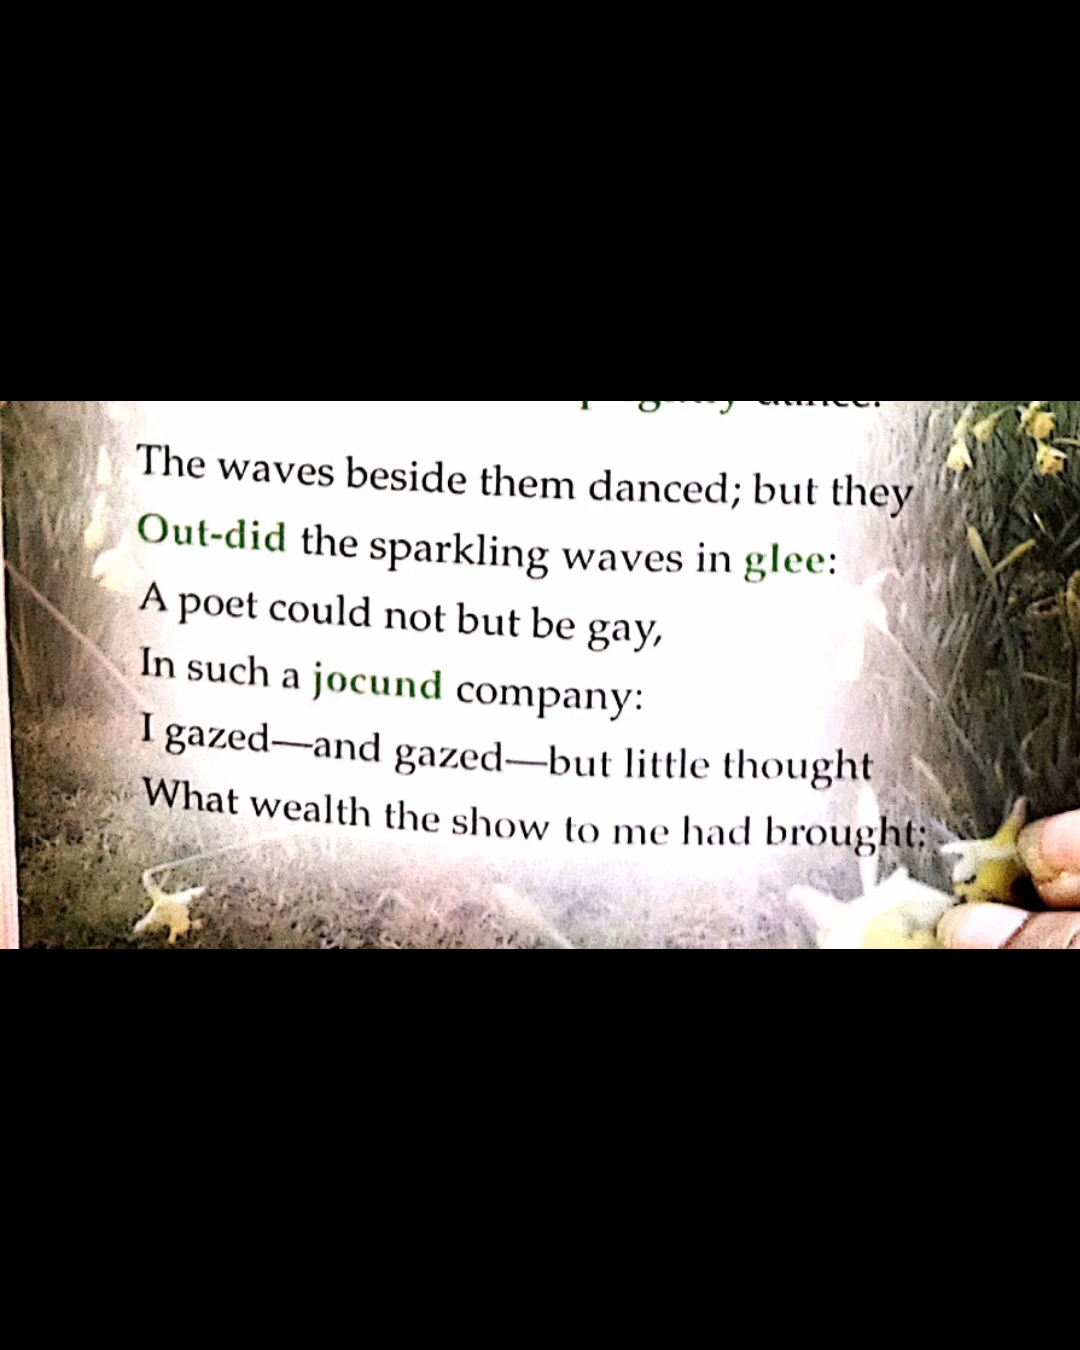 The waves beside them danced; but they
Out-did the sparkling waves in glee:
A poet could not but be gay,
In such a jocund company:
I gazed—and gazed—but little thought
What wealth the show to me had brought: